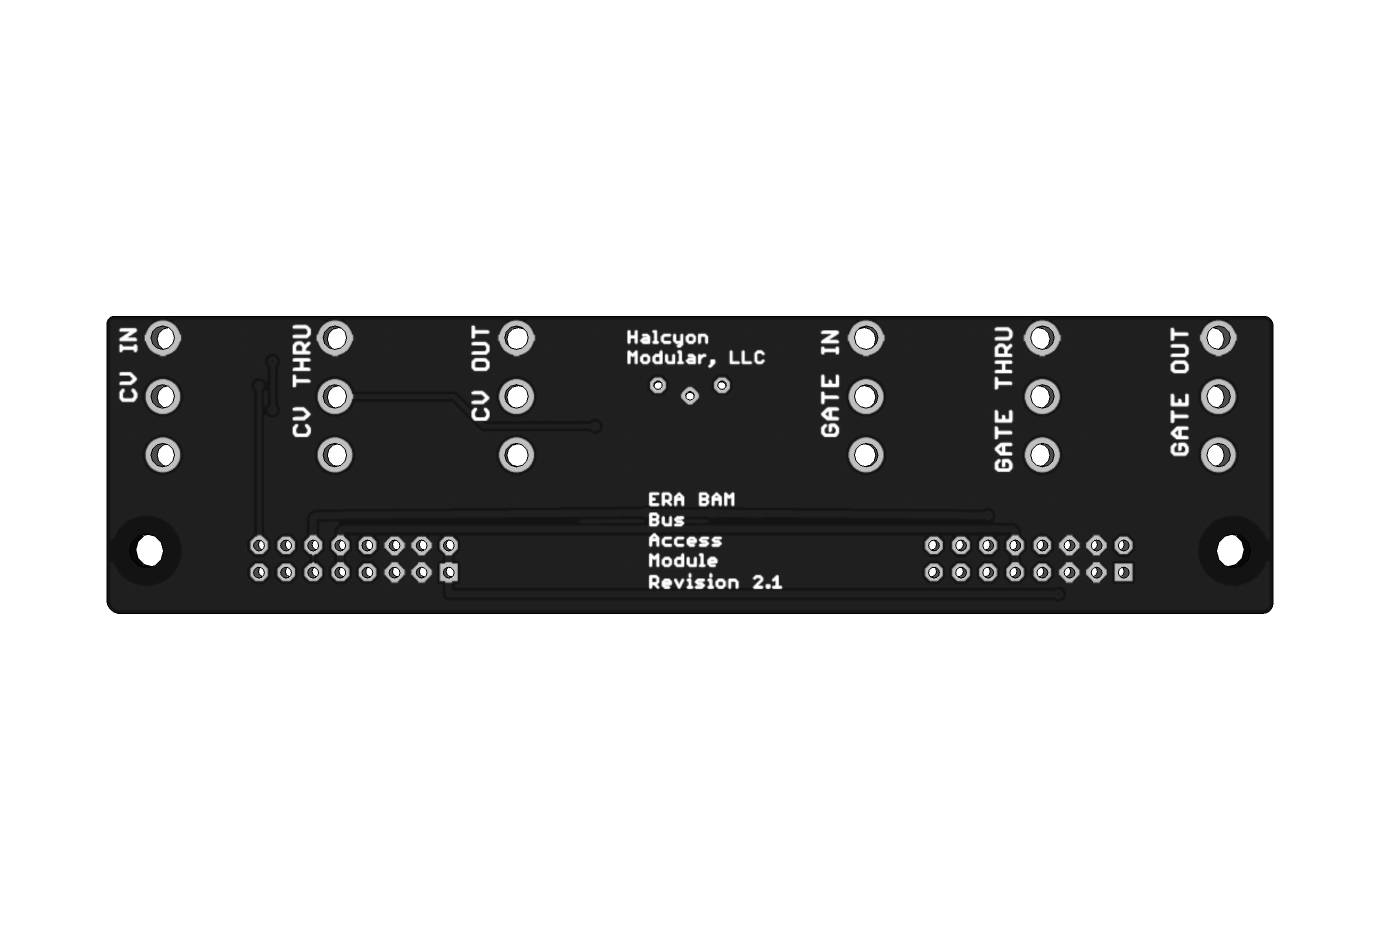 CV IN
CV THRU
CV OUT
Halcyon
Modular, LLC
GATE IN
GATE THRU
GATE OUT
ERA BAM
Bus
Access
Module
Revision 2.1